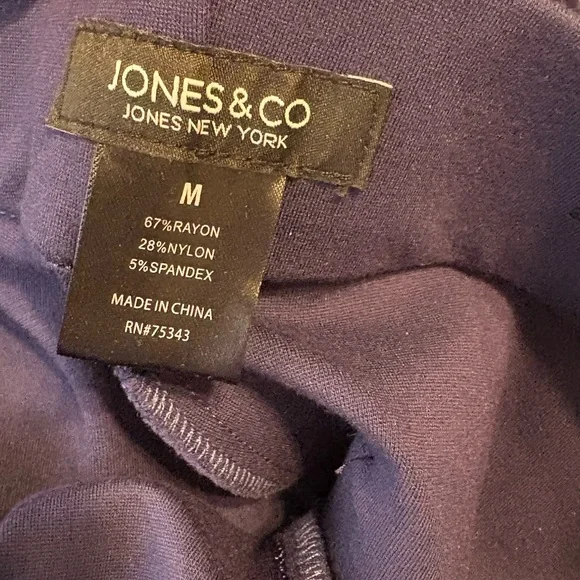 JONES & CO
JONES NEW YORK
M
67%RAYON
28%NYLON
5%SPANDEX
MADE IN CHINA
RN#75343